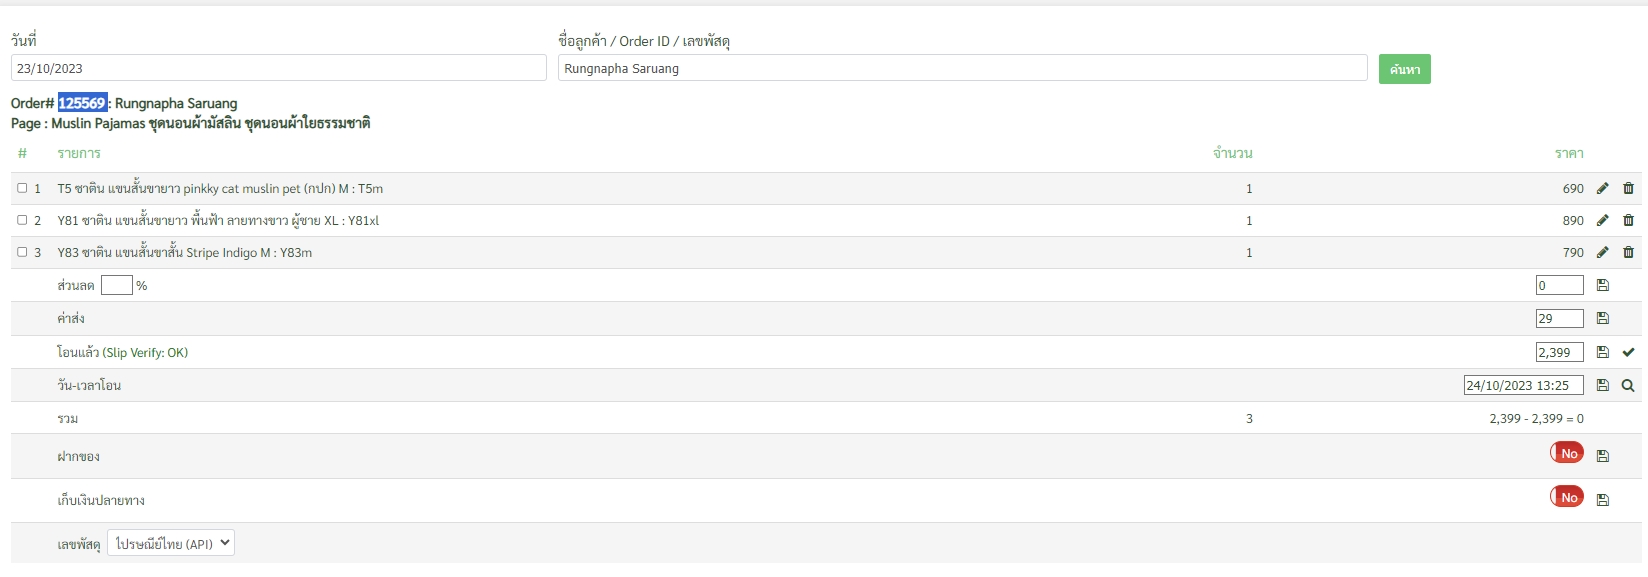 วันที่
ชื่อลูกค้า / Order ID / เลขพัสดุ
23/10/2023
Rungnapha Saruang
ค้นหา
Order# 125569 : Rungnapha Saruang
Page : Muslin Pajamas ชุดนอนผ้ามัสลิน ชุดนอนผ้าใยธรรมชาติ
# รายการ จำนวน ราคา
1 T5 ซาติน แขนสั้นขายาว pinkky cat muslin pet (กปก) M : T5m 1 690
2 Y81 ซาติน แขนสั้นขายาว พื้นฟ้า ลายทางขาว ผู้ชาย XL : Y81xl 1 890
3 Y83 ซาติน แขนสั้นขาสั้น Stripe Indigo M : Y83m 1 790
ส่วนลด % 0
ค่าส่ง 29
โอนแล้ว (Slip Verify: OK) 2,399
วัน-เวลาโอน 24/10/2023 13:25
รวม 3 2,399 - 2,399 = 0
ฝากของ No
เก็บเงินปลายทาง No
เลขพัสดุ ไปรษณีย์ไทย (API)